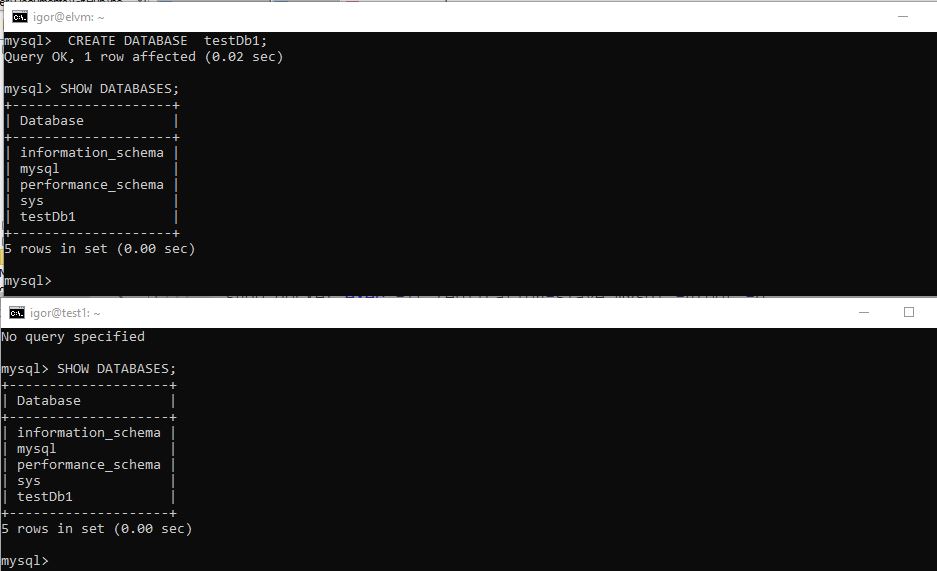 igor@elvm: ~
mysql>  CREATE DATABASE  testDb1;
Query OK, 1 row affected (0.02 sec)

mysql> SHOW DATABASES;
+--------------------+
| Database           |
+--------------------+
| information_schema |
| mysql              |
| performance_schema |
| sys                |
| testDb1            |
+--------------------+
5 rows in set (0.00 sec)

mysql>
igor@test1: ~
No query specified

mysql> SHOW DATABASES;
+--------------------+
| Database           |
+--------------------+
| information_schema |
| mysql              |
| performance_schema |
| sys                |
| testDb1            |
+--------------------+
5 rows in set (0.00 sec)

mysql>